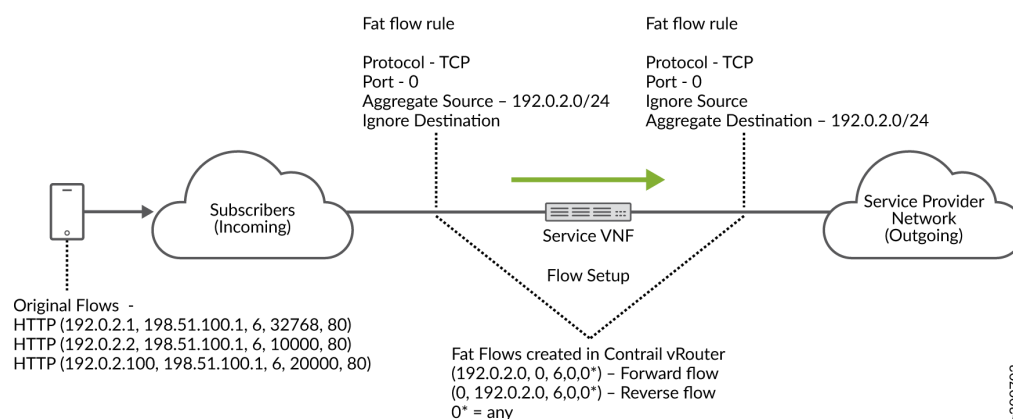 Fat flow rule
Protocol - TCP
Port - 0
Aggregate Source – 192.0.2.0/24
Ignore Destination
Fat flow rule
Protocol - TCP
Port - 0
Ignore Source
Aggregate Destination – 192.0.2.0/24
Subscribers
(Incoming)
Service VNF
Service Provider
Network
(Outgoing)
Flow Setup
Original Flows -
HTTP (192.0.2.1, 198.51.100.1, 6, 32768, 80)
HTTP (192.0.2.2, 198.51.100.1, 6, 10000, 80)
HTTP (192.0.2.100, 198.51.100.1, 6, 20000, 80)
Fat Flows created in Contrail vRouter
(192.0.2.0, 0, 6,0,0*) – Forward flow
(0, 192.0.2.0, 6,0,0*) – Reverse flow
0* = any